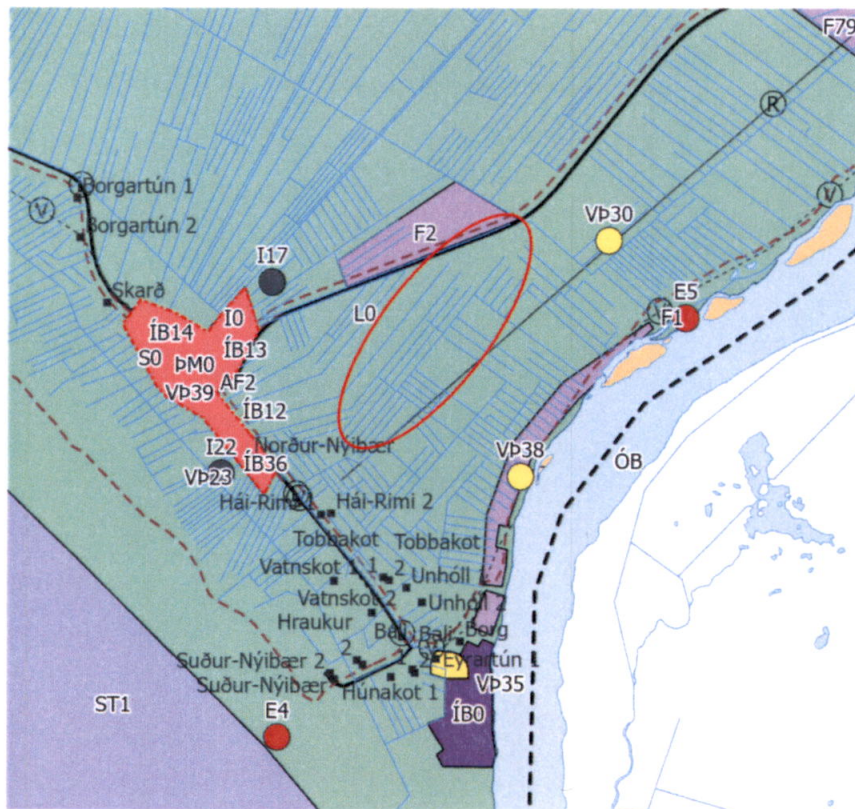 F79
R
Borgartún 1
V
Borgartún 2
V
VÞ30
F2
I17
Skarð
E5
L0
F1
I0
ÍB14
ÍB13
S0
ÞM0
AF2
VÞ39
ÍB12
Norður-Nýibær
I22
ÍB36
VÞ23
VÞ38
ÓB
Hái-Rimi
Hái-Rimi 2
Tobbakot
Tobbakot
Vatnskot 1
1
2
Unhóll
Vatnskot 2
Unhóll 2
Hraukur
Bali
Borg
2
Suður-Nýibær 2
2
Eyrartún 1
Suður-Nýibær
Húnakot 1
VÞ35
ST1
E4
ÍB0